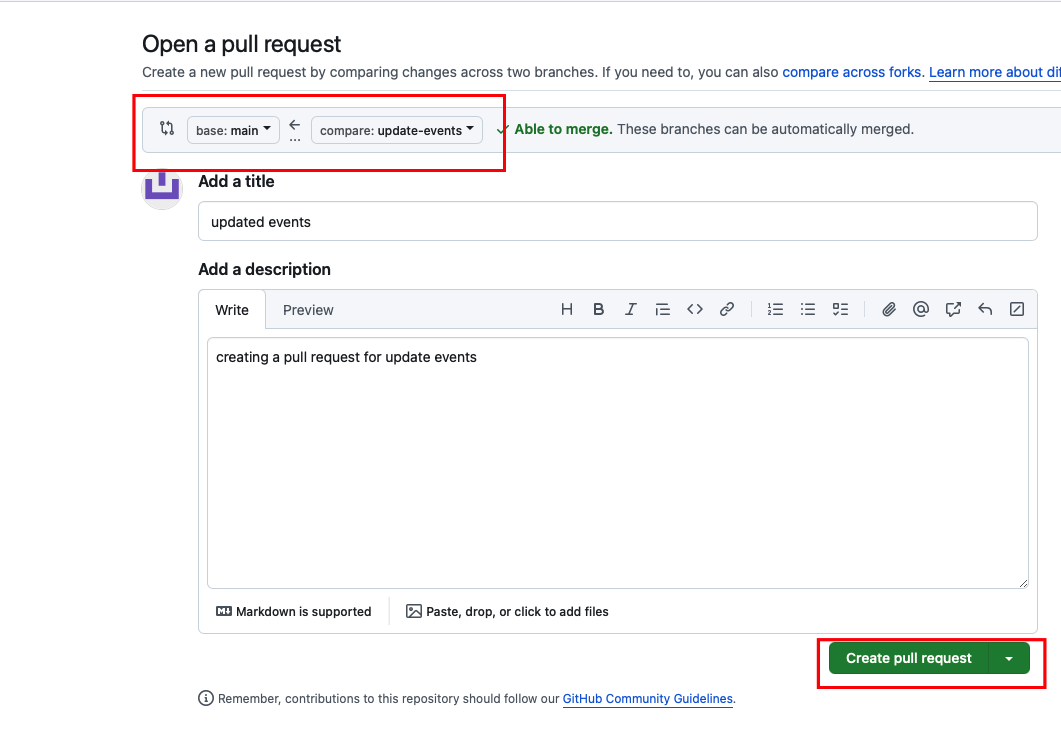 Open a pull request
Create a new pull request by comparing changes across two branches. If you need to, you can also compare across forks. Learn more about
base: main ← compare: update-events ✓ Able to merge. These branches can be automatically merged.
...
Add a title
updated events
Add a description
Write Preview
creating a pull request for update events
Markdown is supported Paste, drop, or click to add files
Create pull request
Remember, contributions to this repository should follow our GitHub Community Guidelines.